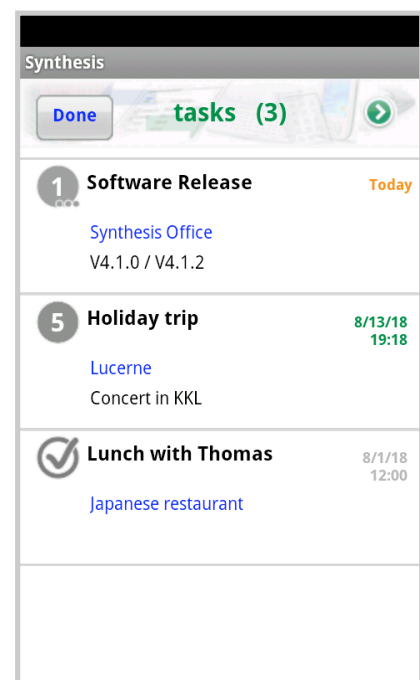 Synthesis
Done
tasks (3)
1
Software Release
Today
Synthesis Office
V4.1.0 / V4.1.2
5
Holiday trip
8/13/18
19:18
Lucerne
Concert in KKL
Lunch with Thomas
8/1/18
12:00
Japanese restaurant